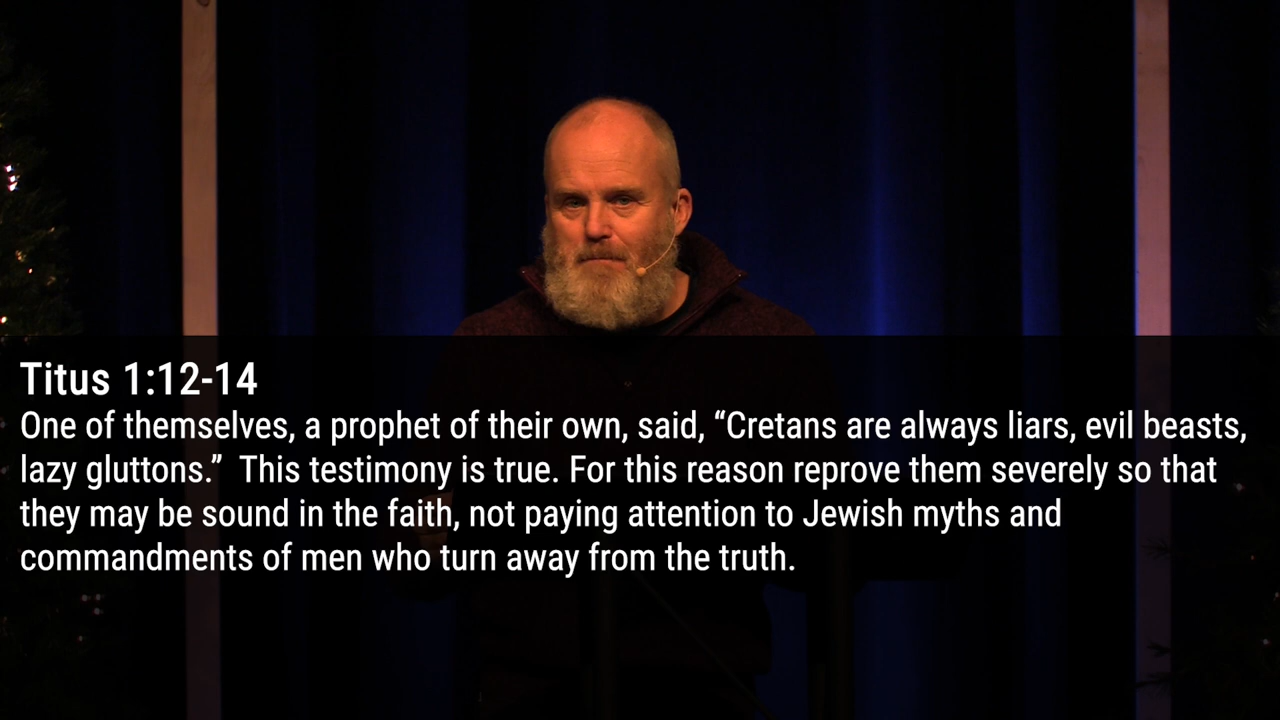 Titus 1:12-14
One of themselves, a prophet of their own, said, “Cretans are always liars, evil beasts,
lazy gluttons.”  This testimony is true. For this reason reprove them severely so that
they may be sound in the faith, not paying attention to Jewish myths and
commandments of men who turn away from the truth.